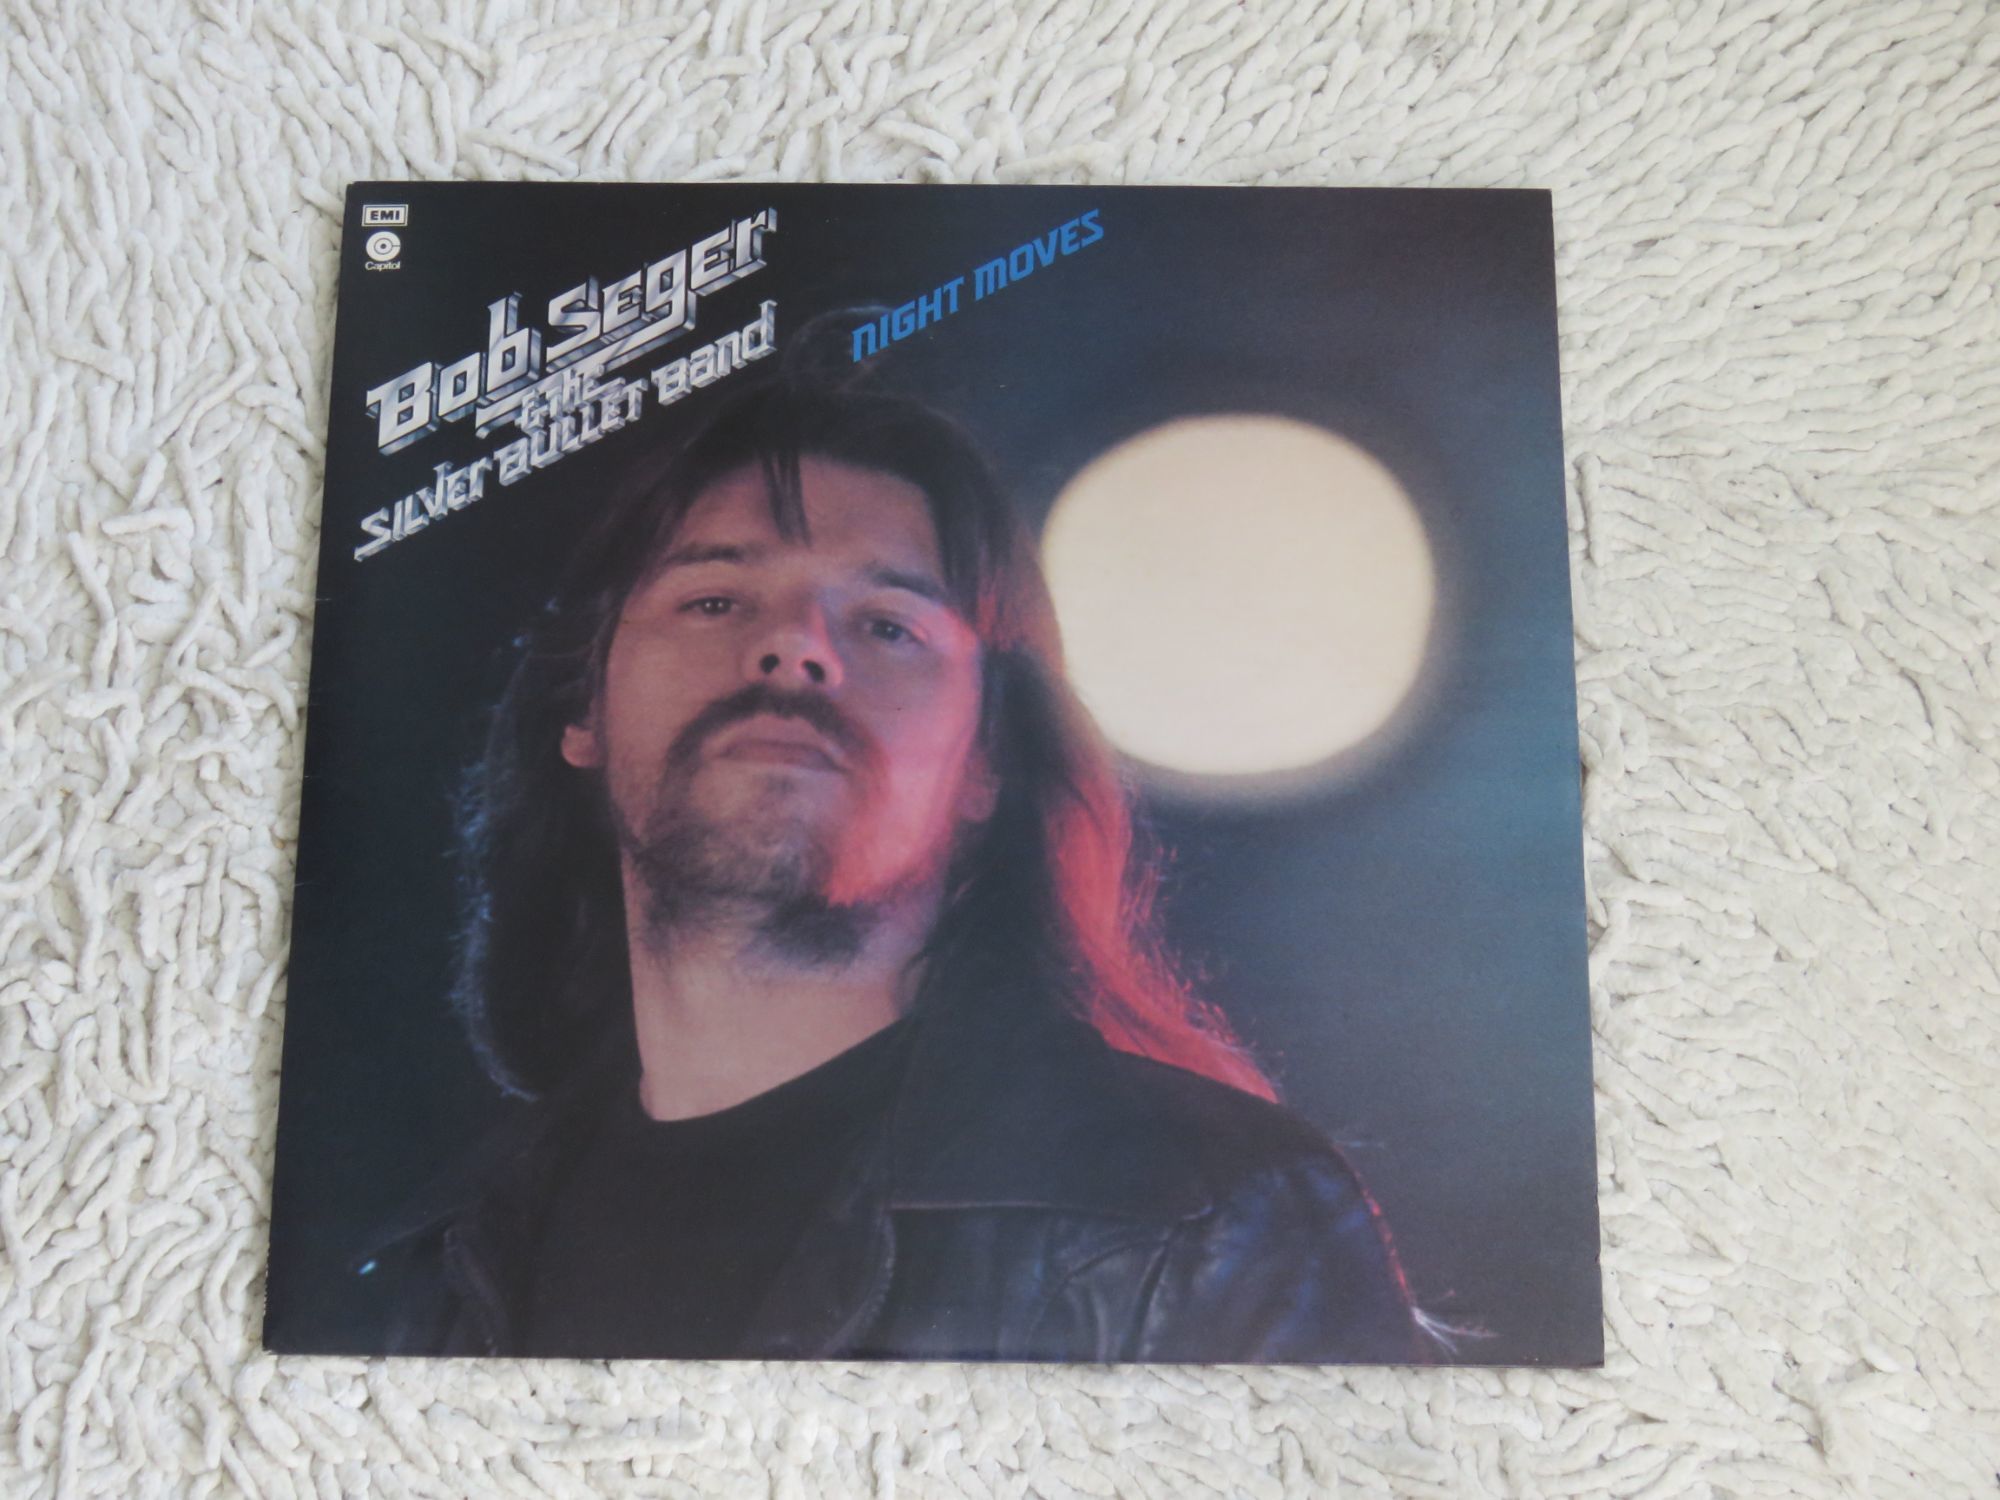 EMI
Capitol
Bob Seger
& The
Silver Bullet Band
NIGHT MOVES